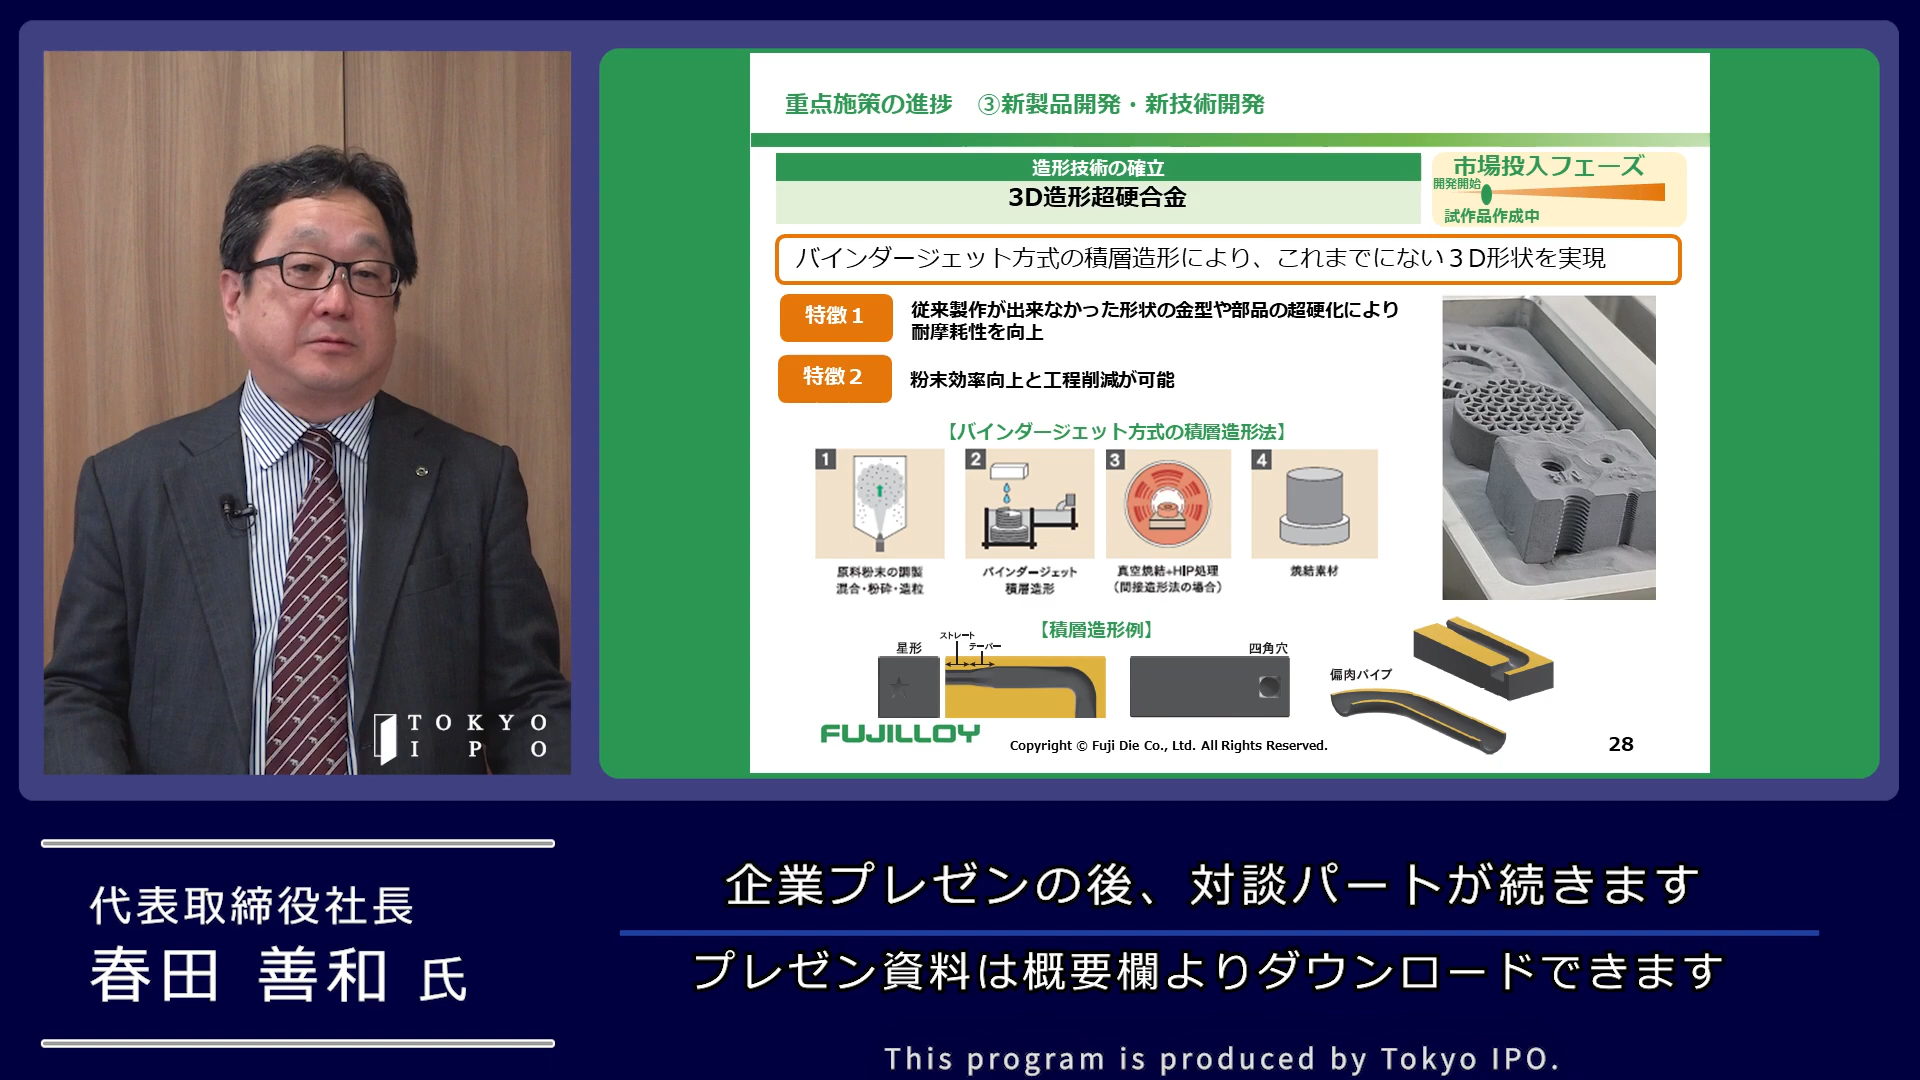 TOKYO
IPO
重点施策の進捗　③新製品開発・新技術開発
造形技術の確立
3D造形超硬合金
市場投入フェーズ
開発開始
試作品作成中
バインダージェット方式の積層造形により、これまでにない３D形状を実現
特徴１
従来製作が出来なかった形状の金型や部品の超硬化により
耐摩耗性を向上
特徴２
粉末効率向上と工程削減が可能
【バインダージェット方式の積層造形法】
1
2
3
4
原料粉末の調製
混合・粉砕・造粒
バインダージェット
積層造形
真空焼結+HIP処理
（間接造形法の場合）
焼結素材
【積層造形例】
星形
ストレート
テーパー
四角穴
偏肉パイプ
FUJILLOY
Copyright © Fuji Die Co., Ltd. All Rights Reserved.
28
代表取締役社長
春田 善和 氏
企業プレゼンの後、対談パートが続きます
プレゼン資料は概要欄よりダウンロードできます
This program is produced by Tokyo IPO.